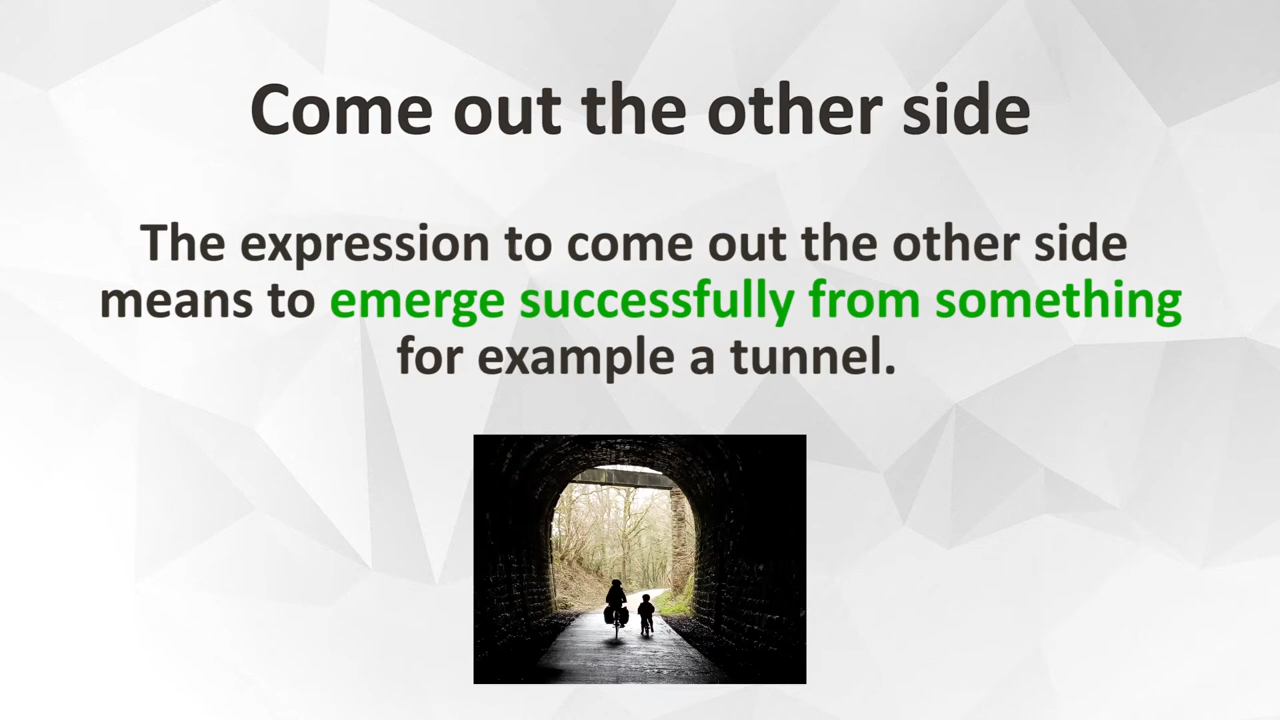 Come out the other side
The expression to come out the other side
means to emerge successfully from something
for example a tunnel.